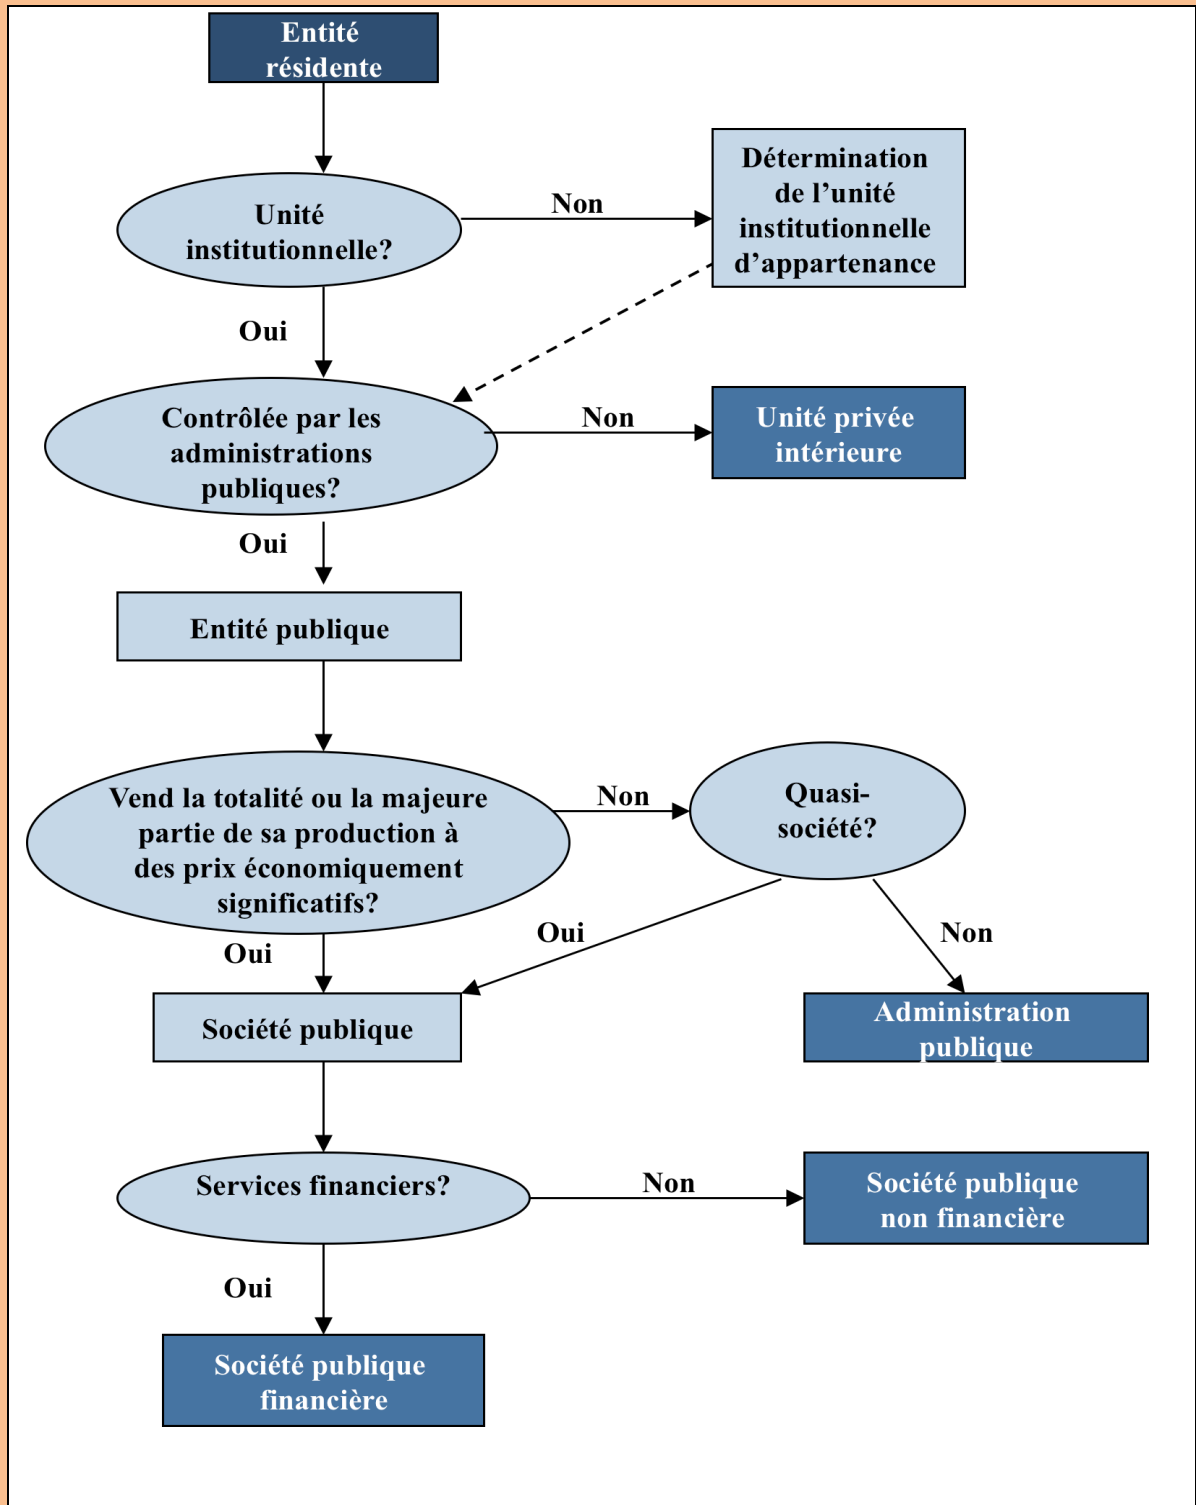 Entité
résidente
Unité
institutionnelle?
Non
Détermination
de l’unité
institutionnelle
d’appartenance
Oui
Contrôlée par les
administrations
publiques?
Non
Unité privée
intérieure
Oui
Entité publique
Vend la totalité ou la majeure
partie de sa production à
des prix économiquement
significatifs?
Non
Quasi-
société?
Oui
Oui
Non
Société publique
Administration
publique
Services financiers?
Non
Société publique
non financière
Oui
Société publique
financière